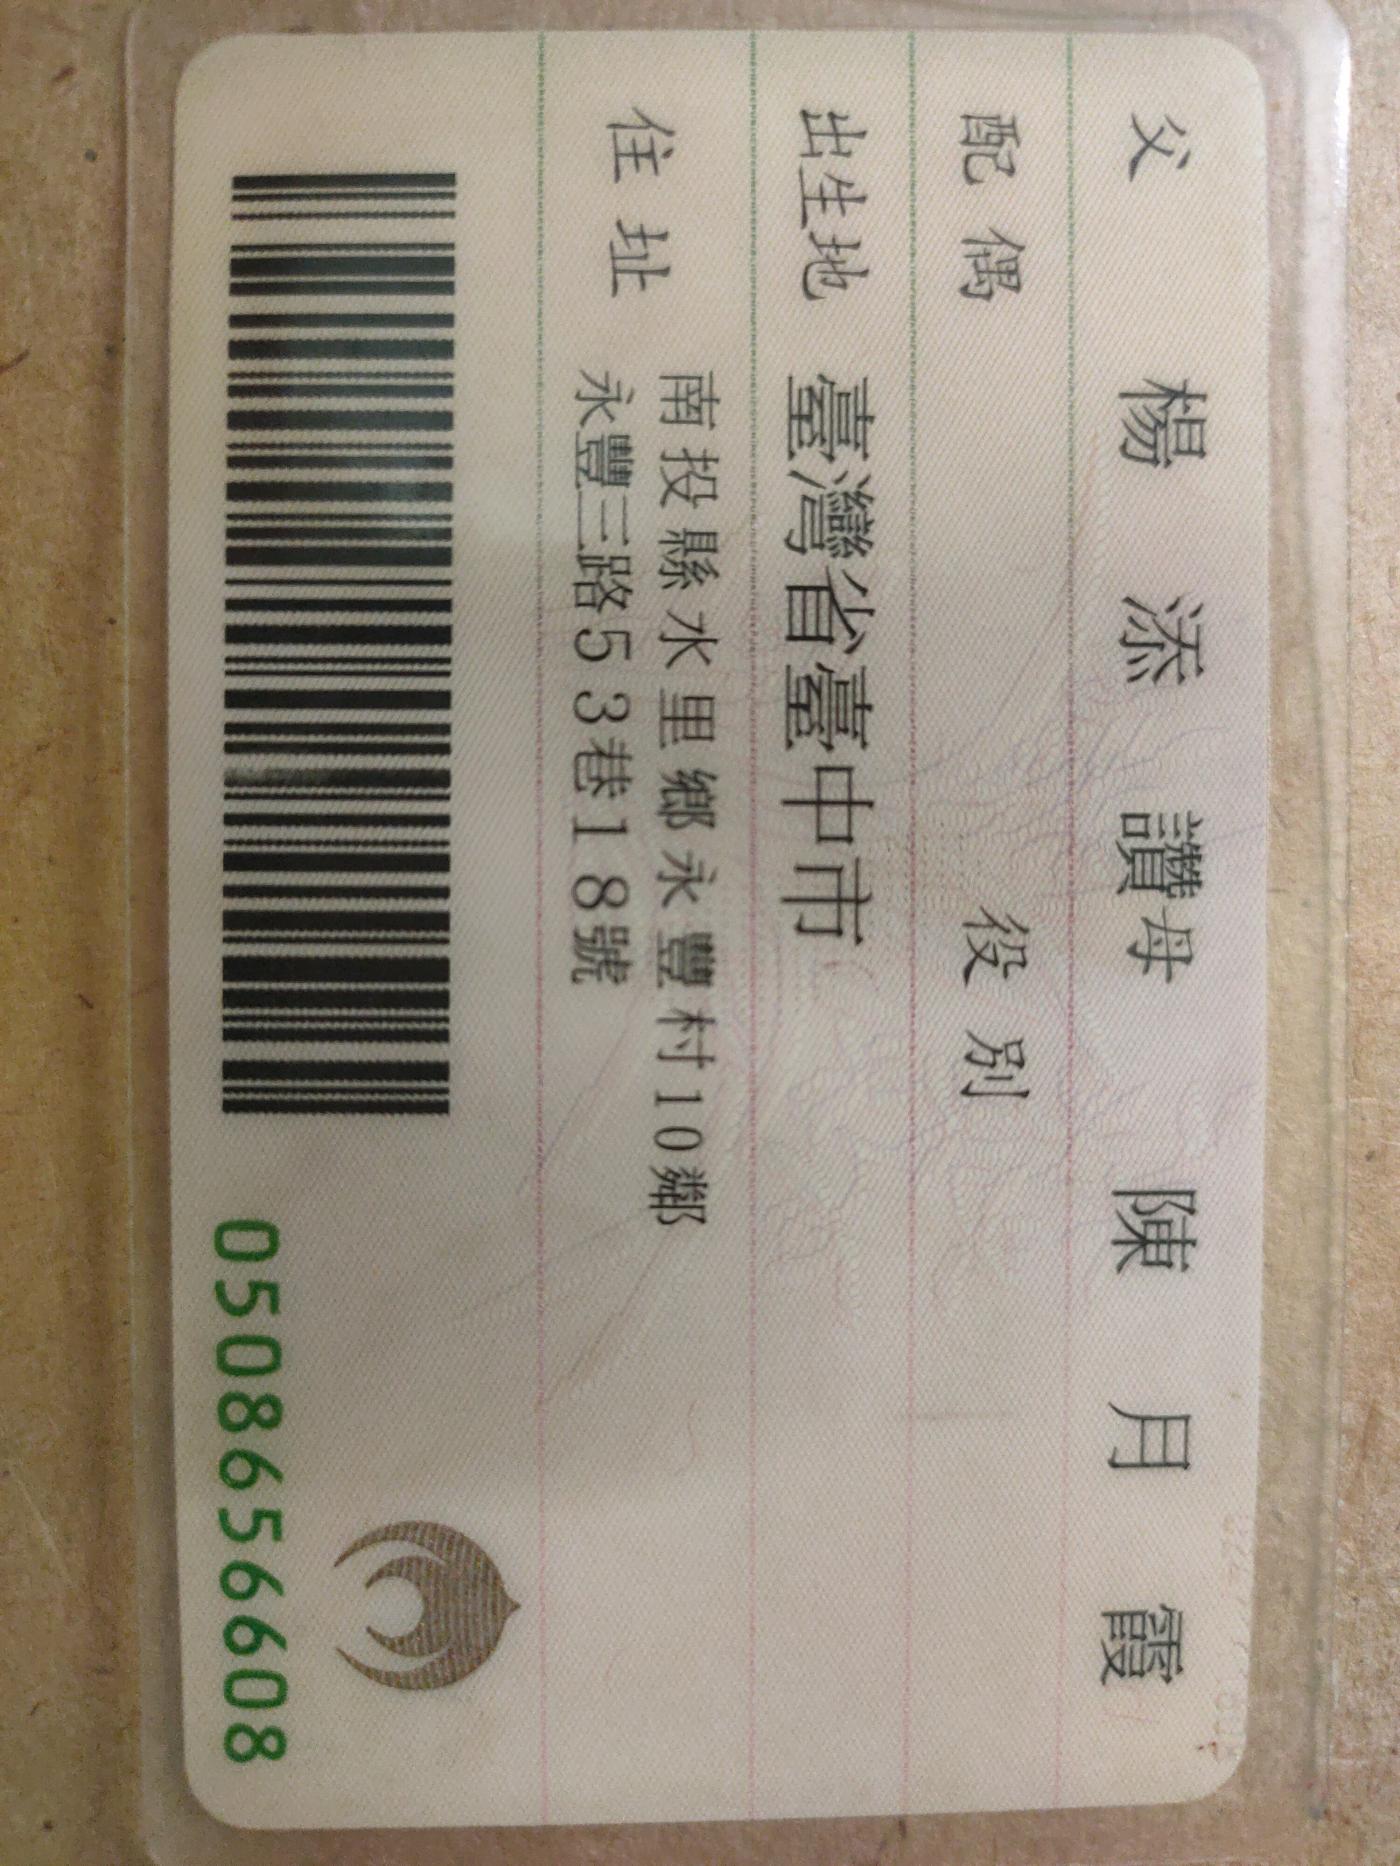 父 楊添讚 母 陳月霞
配偶 役別
出生地 臺灣省臺中市
住址 南投縣水里鄉永豐村10鄰
永豐三路53巷18號
0508656608